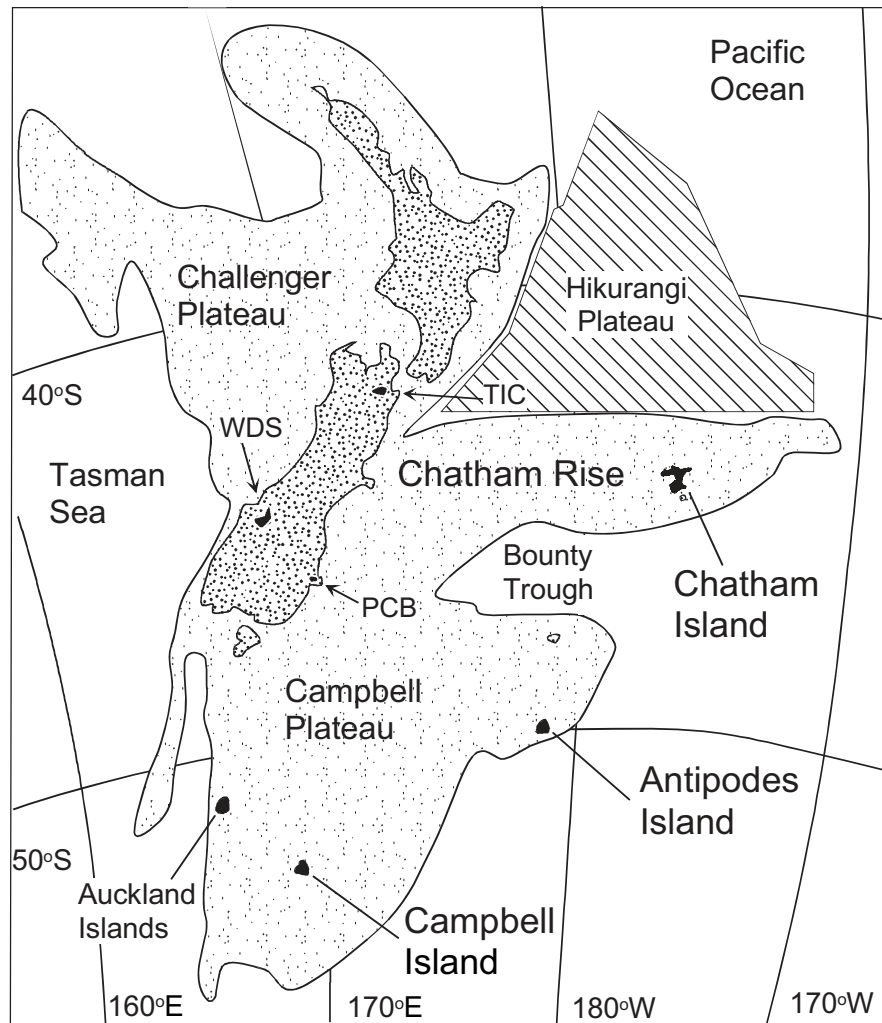 Pacific
Ocean
Challenger
Plateau
Hikurangi
Plateau
40°S
TIC
WDS
Tasman
Sea
Chatham Rise
Bounty
Trough
Chatham
Island
PCB
Campbell
Plateau
Antipodes
Island
50°S
Auckland
Islands
Campbell
Island
160°E
170°E
180°W
170°W